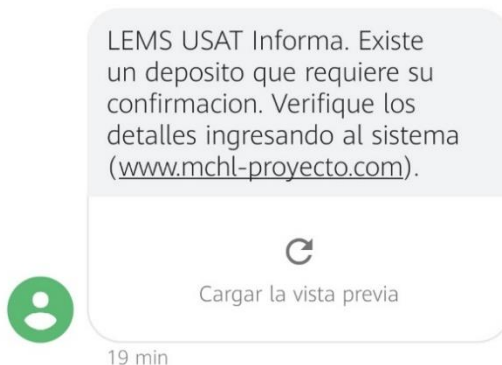 LEMS USAT Informa. Existe
un deposito que requiere su
confirmacion. Verifique los
detalles ingresando al sistema
(www.mchl-proyecto.com).
Cargar la vista previa
19 min